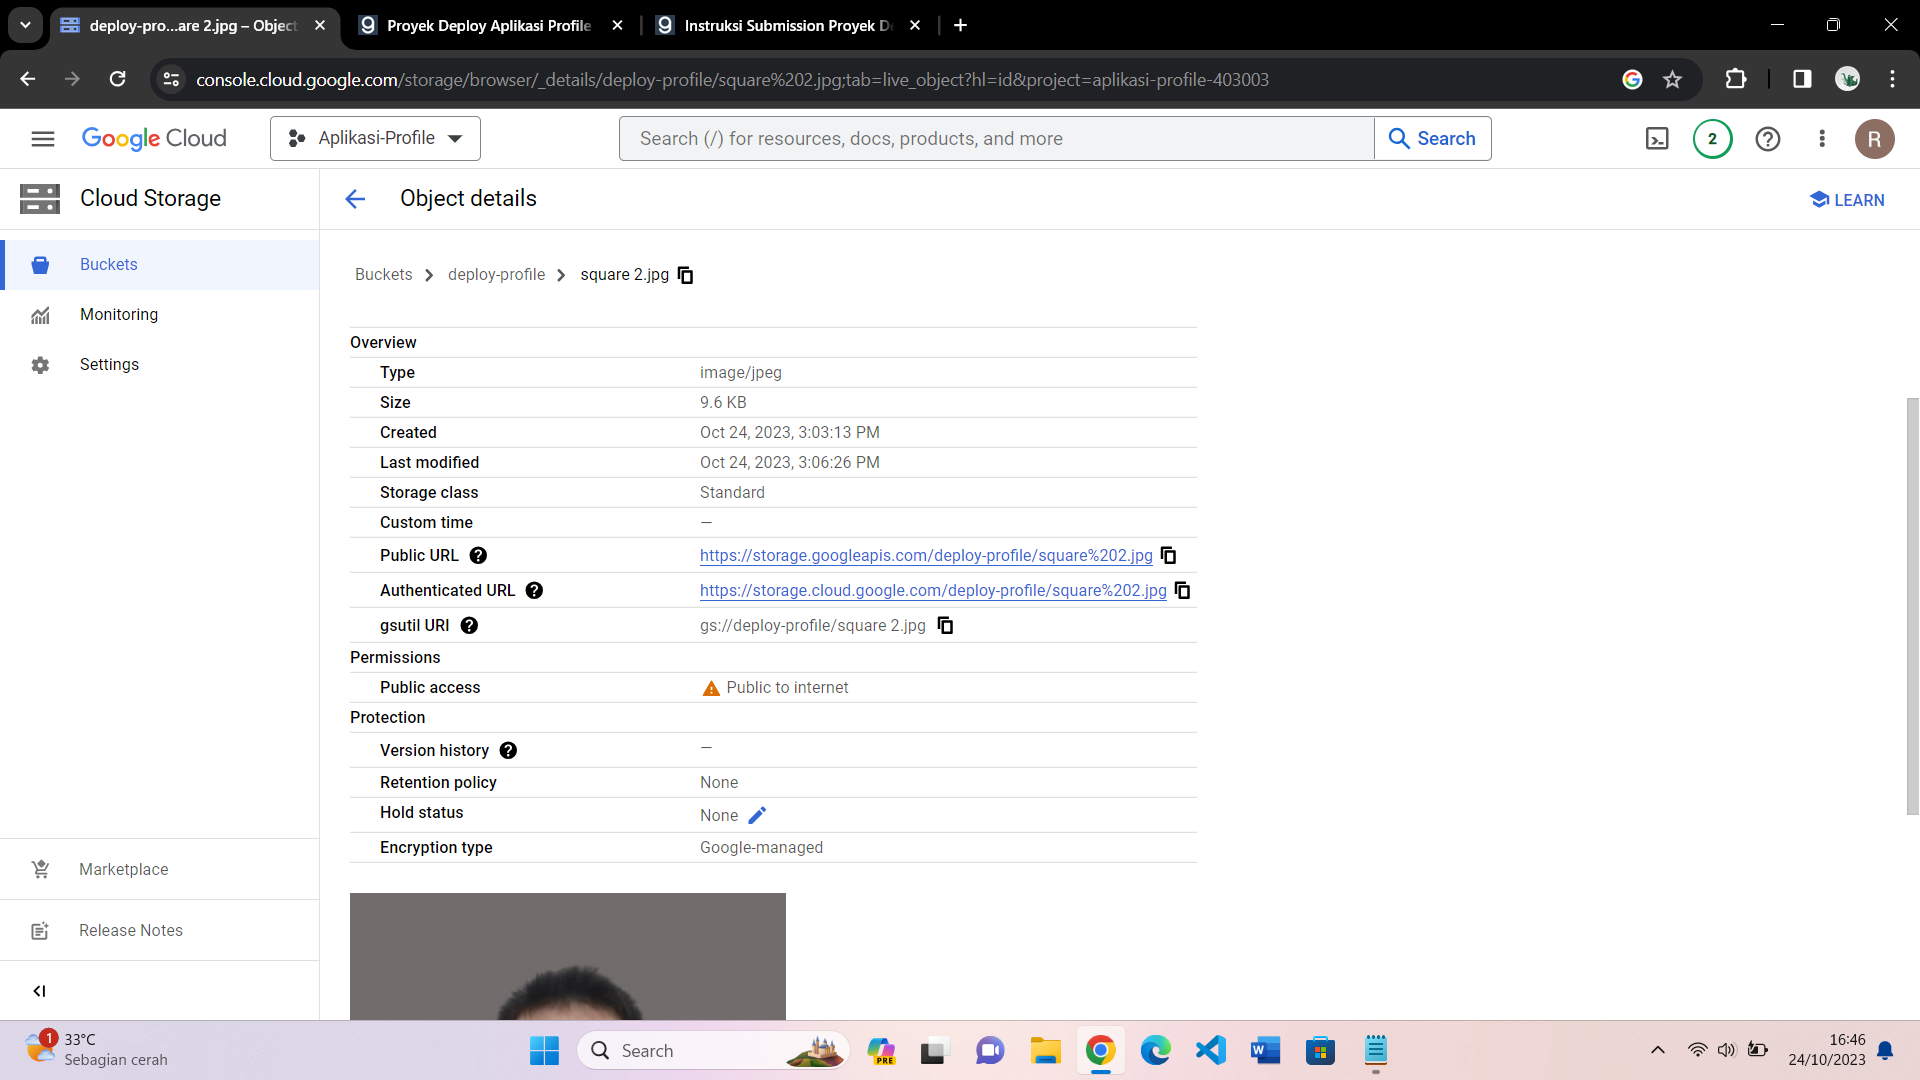 deploy-pro...are 2.jpg – Object
Proyek Deploy Aplikasi Profile
Instruksi Submission Proyek De
console.cloud.google.com/storage/browser/_details/deploy-profile/square%202.jpg;tab=live_object?hl=id&project=aplikasi-profile-403003
Google Cloud
Aplikasi-Profile
Search (/) for resources, docs, products, and more
Search
2
R
Cloud Storage
Object details
LEARN
Buckets
Monitoring
Settings
Buckets
deploy-profile
square 2.jpg
Overview
Type image/jpeg
Size 9.6 KB
Created Oct 24, 2023, 3:03:13 PM
Last modified Oct 24, 2023, 3:06:26 PM
Storage class Standard
Custom time —
Public URL https://storage.googleapis.com/deploy-profile/square%202.jpg
Authenticated URL https://storage.cloud.google.com/deploy-profile/square%202.jpg
gsutil URI gs://deploy-profile/square 2.jpg
Permissions
Public access Public to internet
Protection
Version history —
Retention policy None
Hold status None
Encryption type Google-managed
Marketplace
Release Notes
1
33°C
Sebagian cerah
Search
PRE
16:46
24/10/2023